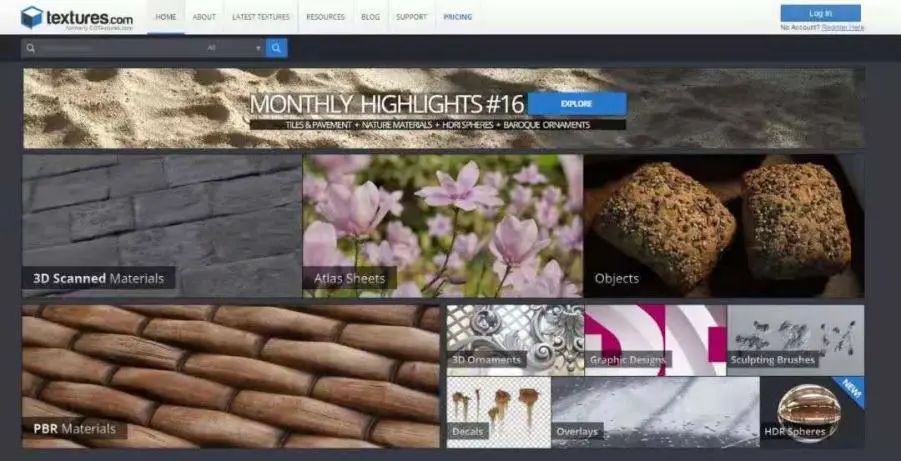 textures.com
formerly CGTextures.com
HOME ABOUT LATEST TEXTURES RESOURCES BLOG SUPPORT PRICING
Log In
No Account? Register Here
All
MONTHLY HIGHLIGHTS #16 EXPLORE
TILES & PAVEMENT + NATURE MATERIALS + HDRI SPHERES + BAROQUE ORNAMENTS
3D Scanned Materials
Atlas Sheets
Objects
PBR Materials
3D Ornaments
Graphic Designs
Sculpting Brushes
Decals
Overlays
NEW!
HDR Spheres